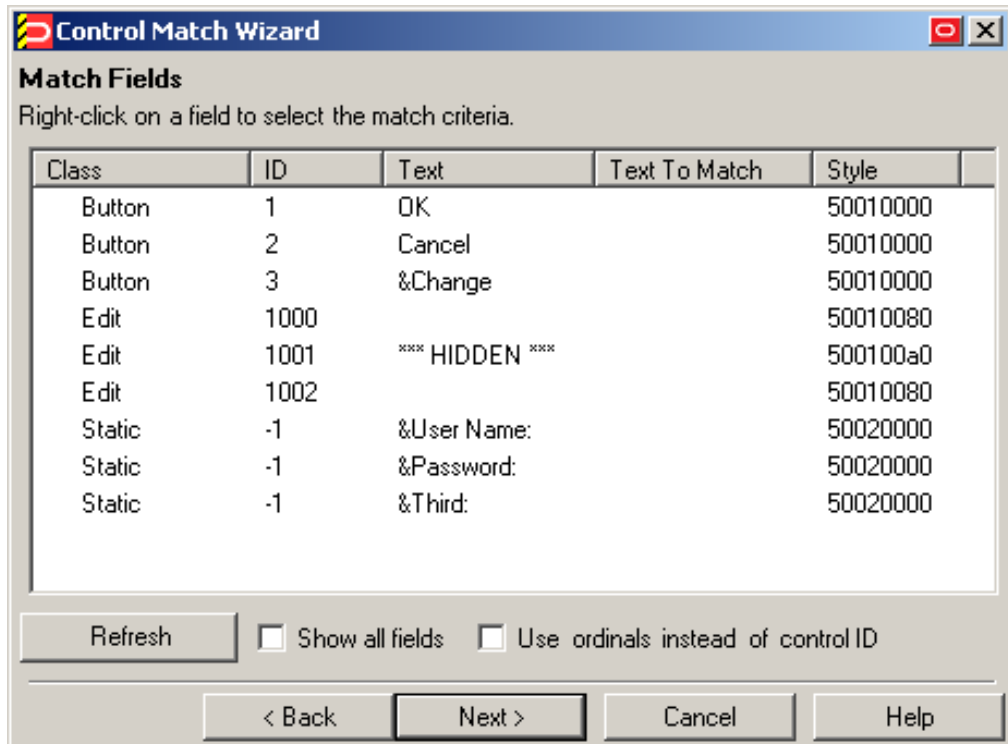 Control Match Wizard
Match Fields
Right-click on a field to select the match criteria.
Class ID Text Text To Match Style
Button 1 OK 50010000
Button 2 Cancel 50010000
Button 3 &Change 50010000
Edit 1000 50010080
Edit 1001 *** HIDDEN *** 500100a0
Edit 1002 50010080
Static -1 &User Name: 50020000
Static -1 &Password: 50020000
Static -1 &Third: 50020000
Refresh Show all fields Use ordinals instead of control ID
< Back Next > Cancel Help